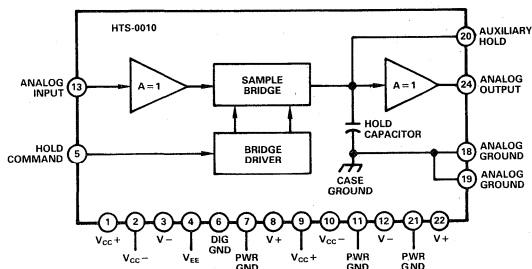 HTS-0010
20
AUXILIARY
HOLD
ANALOG
INPUT
13
A=1
SAMPLE
BRIDGE
A=1
24
ANALOG
OUTPUT
HOLD
COMMAND
5
BRIDGE
DRIVER
HOLD
CAPACITOR
CASE
GROUND
18
ANALOG
GROUND
19
ANALOG
GROUND
1 2 3 4 6 7 8 9 10 11 12 21 22
VCC+
VCC-
V-
VEE
DIG
GND
PWR
GND
V+
VCC+
VCC-
PWR
GND
V-
PWR
GND
V+